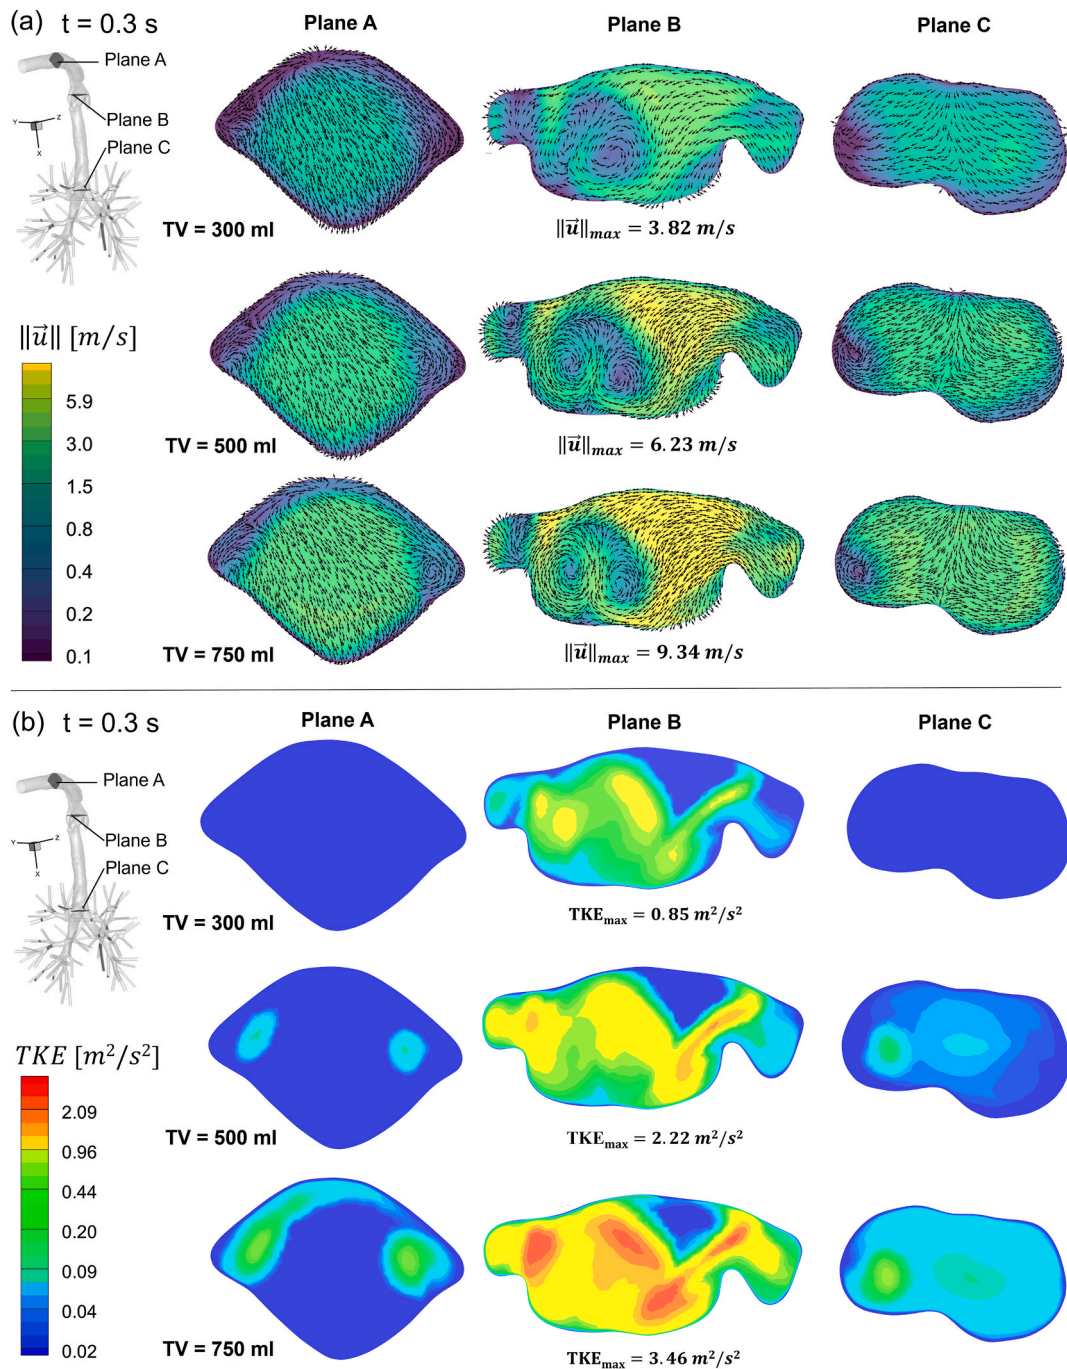 (a) t = 0.3 s
Plane A Plane B Plane C
Plane A
Plane B
Plane C
Y Z
X
TV = 300 ml
‖u⃗‖max = 3.82 m/s
‖u⃗‖ [m/s]
5.9
3.0
1.5
0.8
0.4
0.2
0.1
TV = 500 ml
‖u⃗‖max = 6.23 m/s
TV = 750 ml
‖u⃗‖max = 9.34 m/s
(b) t = 0.3 s
Plane A Plane B Plane C
Plane A
Plane B
Plane C
Y Z
X
TV = 300 ml
TKEmax = 0.85 m²/s²
TKE [m²/s²]
2.09
0.96
0.44
0.20
0.09
0.04
0.02
TV = 500 ml
TKEmax = 2.22 m²/s²
TV = 750 ml
TKEmax = 3.46 m²/s²